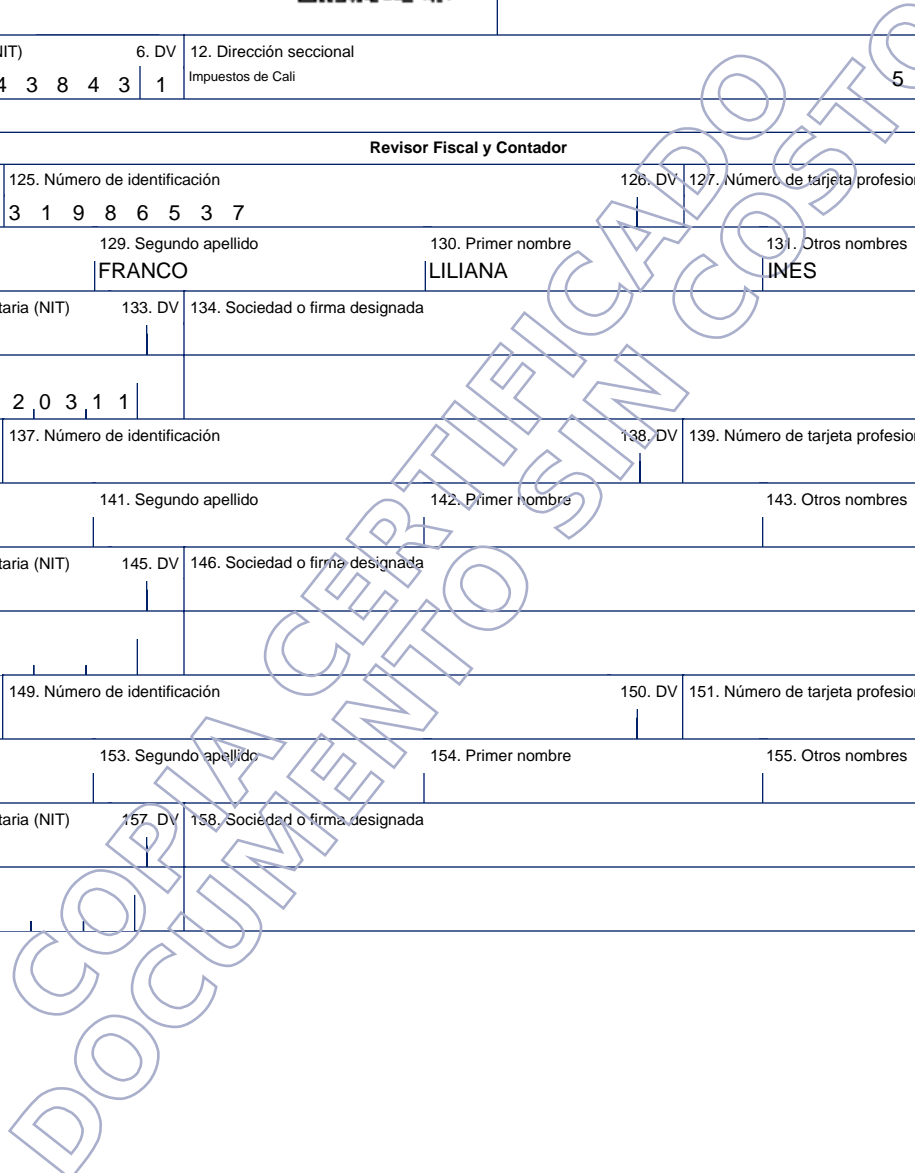 NIT) 6. DV 12. Dirección seccional
4 3 8 4 3 1 Impuestos de Cali 5
Revisor Fiscal y Contador
125. Número de identificación 126. DV 127. Número de tarjeta profesion
3 1 9 8 6 5 3 7
129. Segundo apellido 130. Primer nombre 131. Otros nombres
FRANCO LILIANA INES
taria (NIT) 133. DV 134. Sociedad o firma designada
2 0 3 1 1
137. Número de identificación 138. DV 139. Número de tarjeta profesion
141. Segundo apellido 142. Primer nombre 143. Otros nombres
taria (NIT) 145. DV 146. Sociedad o firma designada
149. Número de identificación 150. DV 151. Número de tarjeta profesion
153. Segundo apellido 154. Primer nombre 155. Otros nombres
taria (NIT) 157. DV 158. Sociedad o firma designada
COPIA CERTIFICADO
DOCUMENTO SIN COSTO